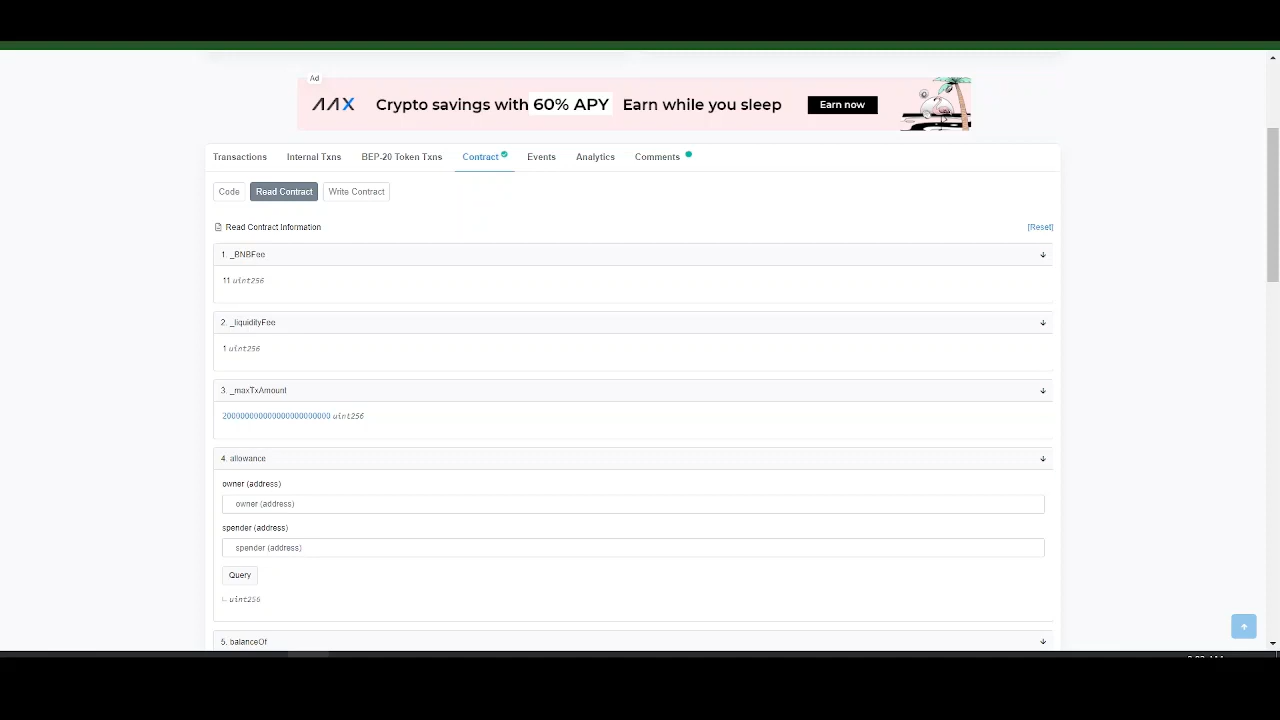 Ad
AAX Crypto savings with 60% APY Earn while you sleep Earn now
Transactions Internal Txns BEP-20 Token Txns Contract Events Analytics Comments
Code Read Contract Write Contract
Read Contract Information [Reset]
1. _BNBFee
11 uint256
2. _liquidityFee
1 uint256
3. _maxTxAmount
uint256
4. allowance
owner (address)
owner (address)
spender (address)
spender (address)
Query
uint256
5. balanceOf